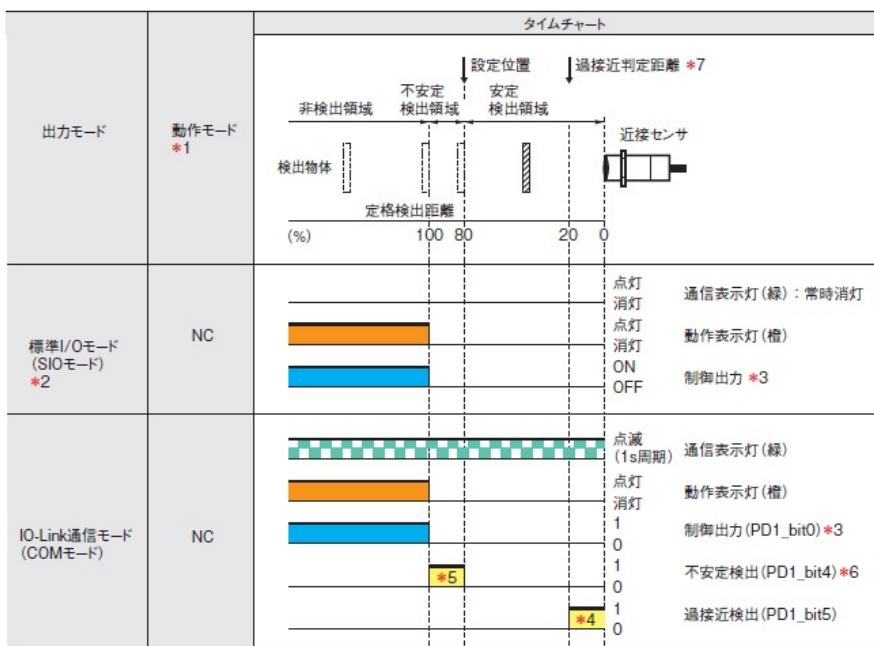 タイムチャート
出力モード
動作モード
*1
設定位置
過接近判定距離 *7
非検出領域
不安定
検出領域
安定
検出領域
近接センサ
検出物体
定格検出距離
(%)
100 80 20 0
標準I/Oモード
(SIOモード)
*2
NC
点灯
消灯
通信表示灯(緑):常時消灯
点灯
消灯
動作表示灯(橙)
ON
OFF
制御出力 *3
IO-Link通信モード
(COMモード)
NC
点滅
(1s周期)
通信表示灯(緑)
点灯
消灯
動作表示灯(橙)
1
0
制御出力(PD1_bit0)*3
*5
1
0
不安定検出(PD1_bit4)*6
*4
1
0
過接近検出(PD1_bit5)